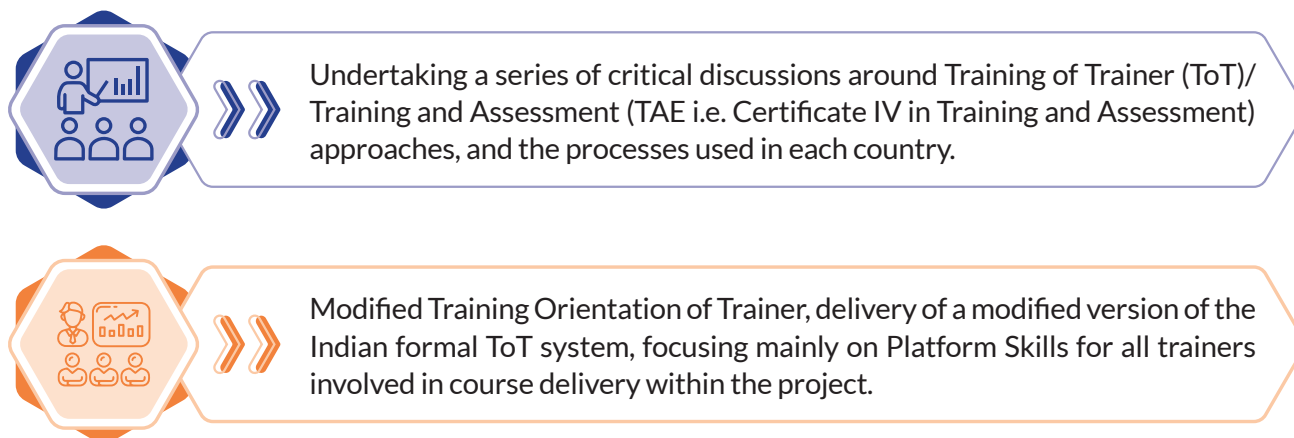 Undertaking a series of critical discussions around Training of Trainer (ToT)/
Training and Assessment (TAE i.e. Certificate IV in Training and Assessment)
approaches, and the processes used in each country.
Modified Training Orientation of Trainer, delivery of a modified version of the
Indian formal ToT system, focusing mainly on Platform Skills for all trainers
involved in course delivery within the project.